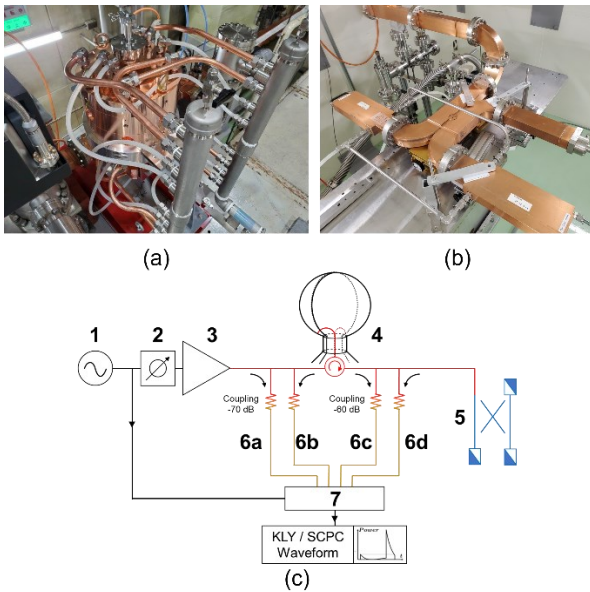 (a)
(b)
1
2
3
4
Coupling
-70 dB
Coupling
-60 dB
5
6a
6b
6c
6d
7
KLY / SCPC
Waveform
Power
(c)